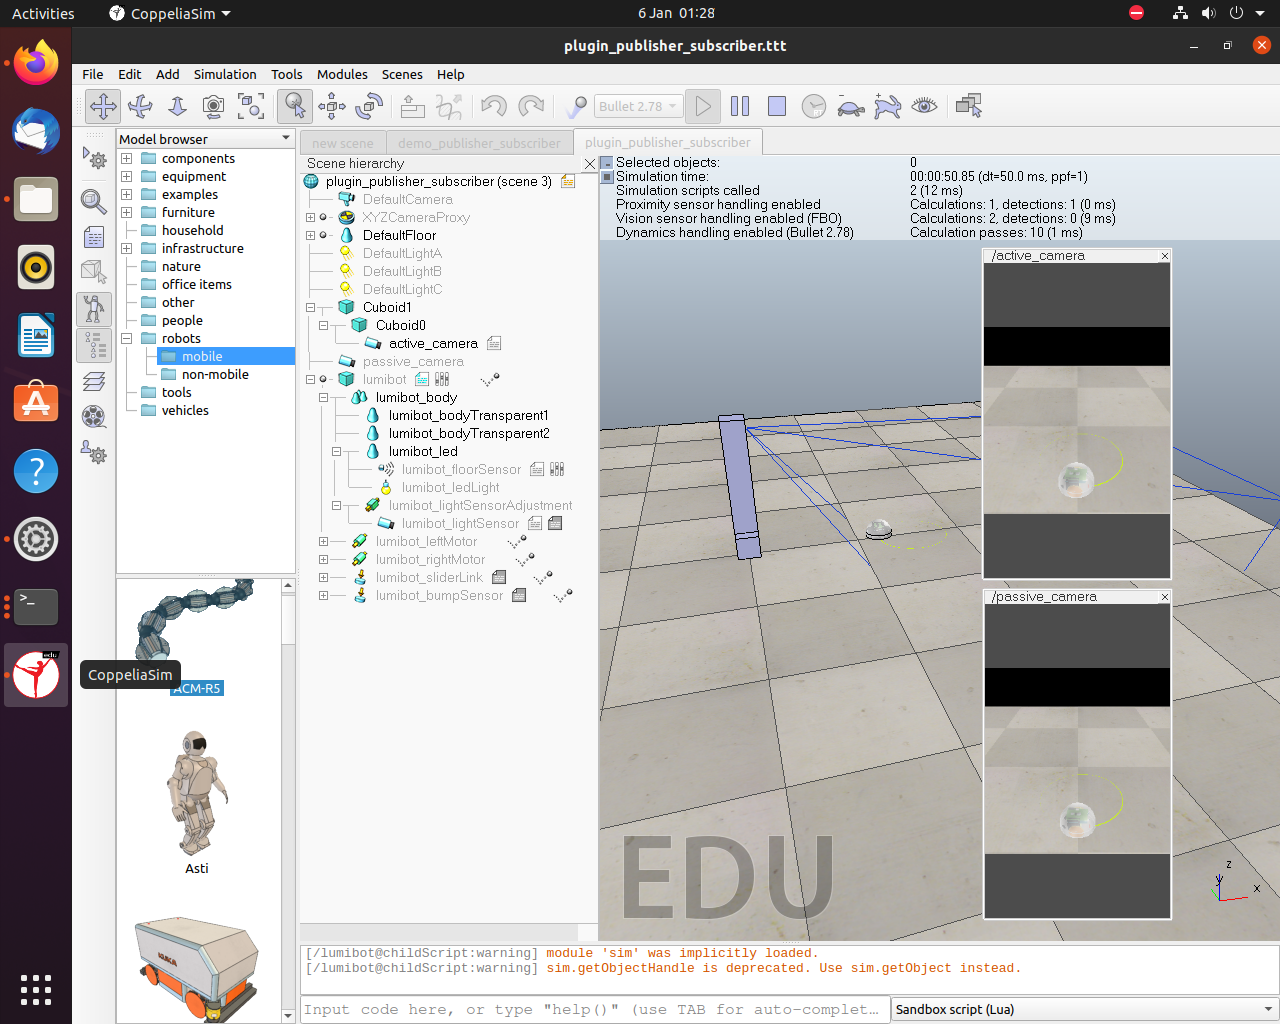 Activities
CoppeliaSim
6 Jan 01:28
plugin_publisher_subscriber.ttt
File Edit Add Simulation Tools Modules Scenes Help
Bullet 2.78
Model browser
components
equipment
examples
furniture
household
infrastructure
nature
office items
other
people
robots
mobile
non-mobile
tools
vehicles
CoppeliaSim
edu
ACM-R5
Asti
KUKA
new scene
demo_publisher_subscriber
plugin_publisher_subscriber
Scene hierarchy
plugin_publisher_subscriber (scene 3)
DefaultCamera
XYZCameraProxy
DefaultFloor
DefaultLightA
DefaultLightB
DefaultLightC
Cuboid1
Cuboid0
active_camera
passive_camera
lumibot
lumibot_body
lumibot_bodyTransparent1
lumibot_bodyTransparent2
lumibot_led
lumibot_floorSensor
lumibot_ledLight
lumibot_lightSensorAdjustment
lumibot_lightSensor
lumibot_leftMotor
lumibot_rightMotor
lumibot_sliderLink
lumibot_bumpSensor
Selected objects: 0
Simulation time: 00:00:50.85 (dt=50.0 ms, ppf=1)
Simulation scripts called 2 (12 ms)
Proximity sensor handling enabled Calculations: 1, detections: 1 (0 ms)
Vision sensor handling enabled (FBO) Calculations: 2, detections: 0 (9 ms)
Dynamics handling enabled (Bullet 2.78) Calculation passes: 10 (1 ms)
/active_camera
/passive_camera
EDU
z
y
x
[/lumibot@childScript:warning] module 'sim' was implicitly loaded.
[/lumibot@childScript:warning] sim.getObjectHandle is deprecated. Use sim.getObject instead.
Input code here, or type "help()" (use TAB for auto-complet...
Sandbox script (Lua)